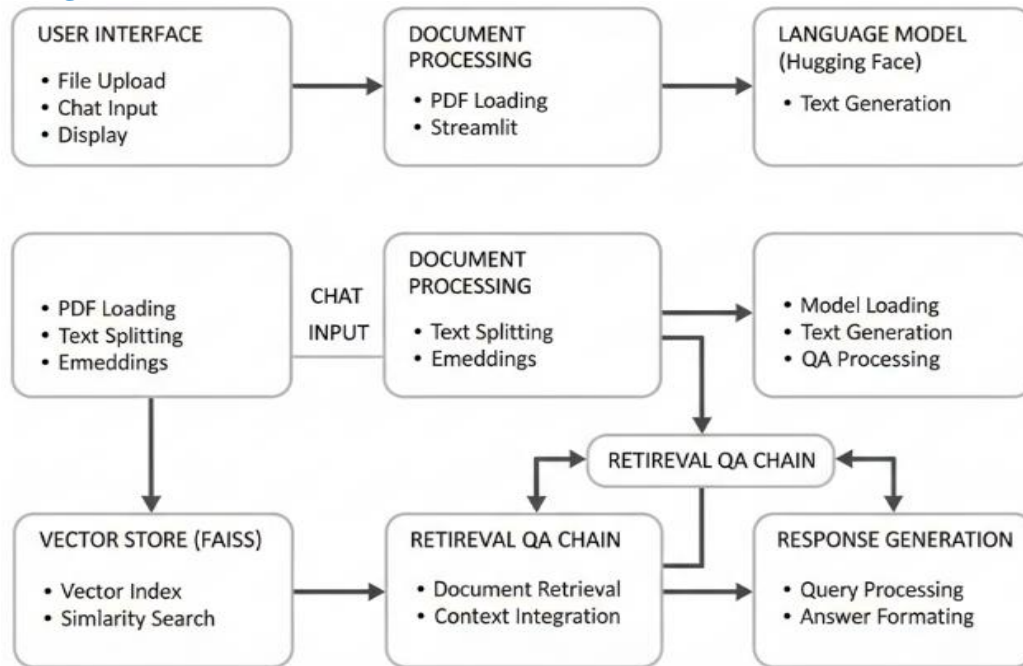 USER INTERFACE
• File Upload
• Chat Input
• Display
DOCUMENT
PROCESSING
• PDF Loading
• Streamlit
LANGUAGE MODEL
(Hugging Face)
• Text Generation
• PDF Loading
• Text Splitting
• Emeddings
CHAT
INPUT
DOCUMENT
PROCESSING
• Text Splitting
• Emeddings
• Model Loading
• Text Generation
• QA Processing
RETIREVAL QA CHAIN
VECTOR STORE (FAISS)
• Vector Index
• Simlarity Search
RETIREVAL QA CHAIN
• Document Retrieval
• Context Integration
RESPONSE GENERATION
• Query Processing
• Answer Formating